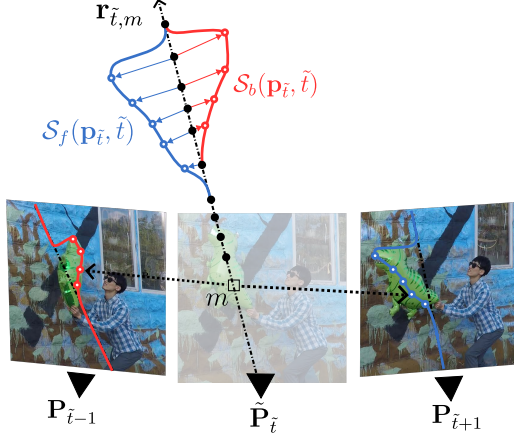 𝐫_{t̃,m}
𝒮_b(𝐩_{t̃}, t̃)
𝒮_f(𝐩_{t̃}, t̃)
m
𝐏_{t̃−1}
𝐏̃_{t̃}
𝐏_{t̃+1}